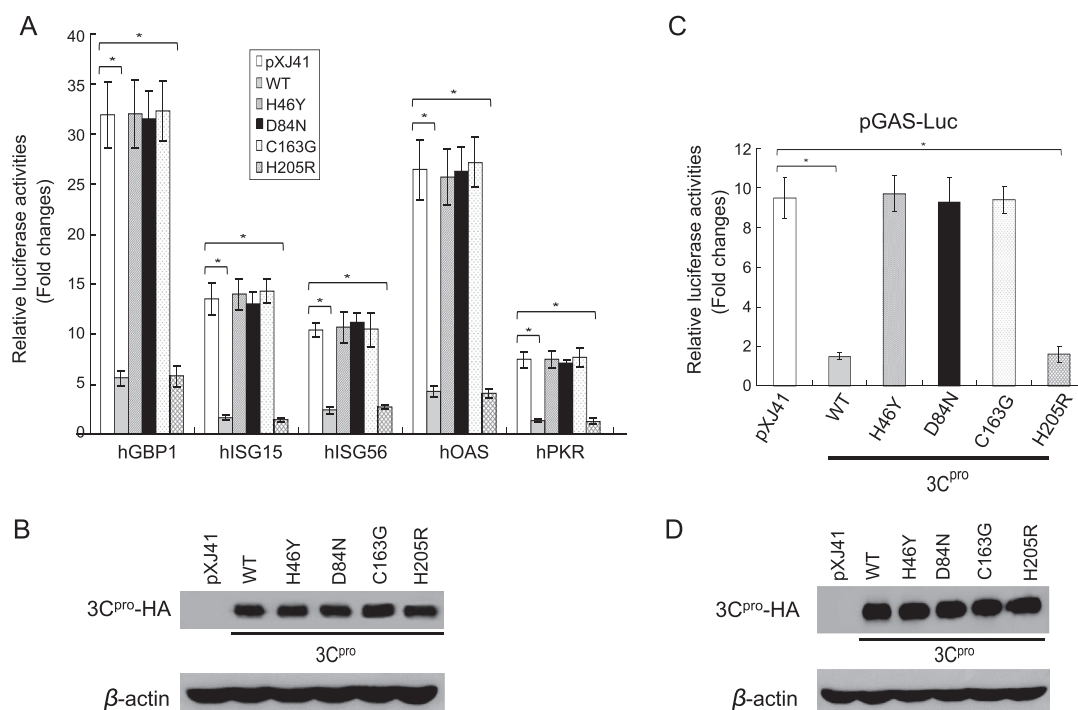 A
Relative luciferase activities
(Fold changes)
40
35
30
25
20
15
10
5
0
*
*
*
*
*
*
*
*
*
*
pXJ41
WT
H46Y
D84N
C163G
H205R
hGBP1
hISG15
hISG56
hOAS
hPKR
C
pGAS-Luc
Relative luciferase activities
(Fold changes)
12
10
8
6
4
2
0
*
*
pXJ41
WT
H46Y
D84N
C163G
H205R
3Cpro
B
pXJ41
WT
H46Y
D84N
C163G
H205R
3Cpro-HA
3Cpro
β-actin
D
pXJ41
WT
H46Y
D84N
C163G
H205R
3Cpro-HA
3Cpro
β-actin